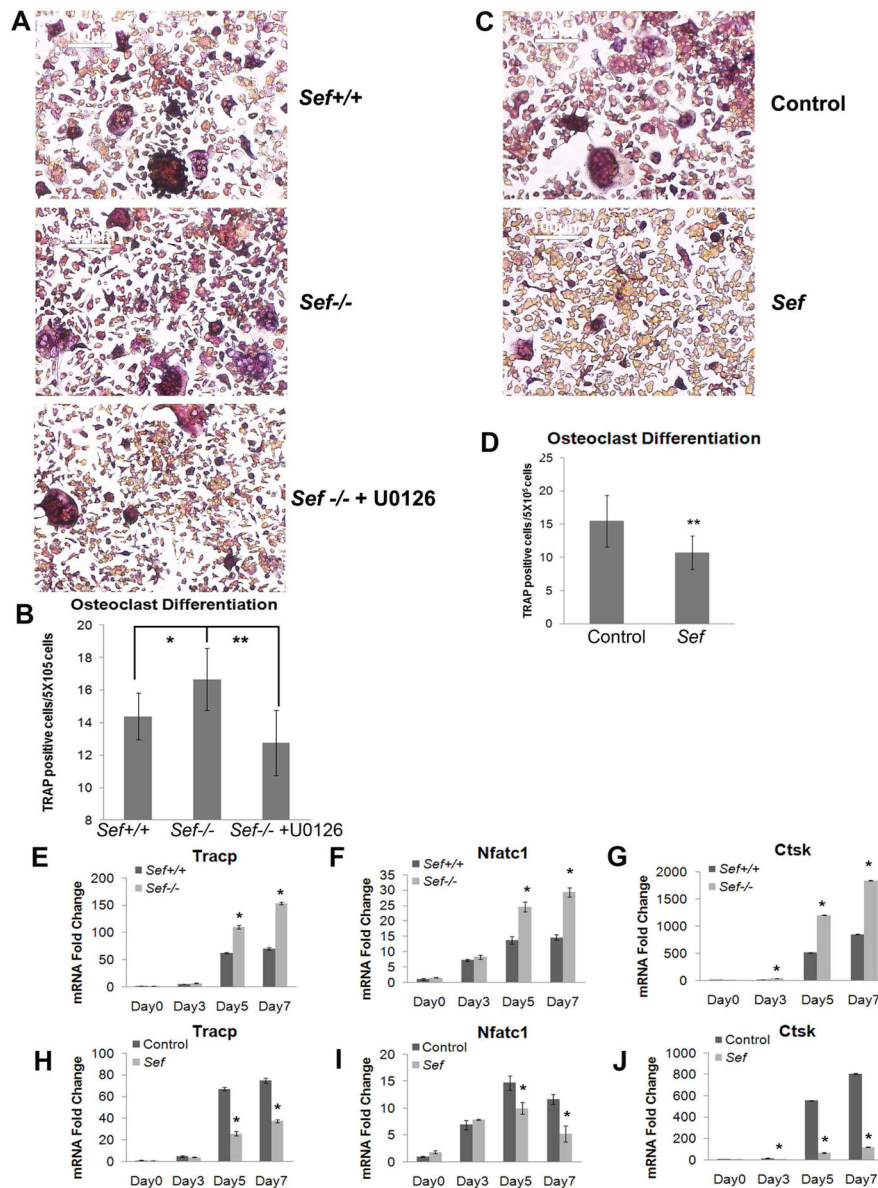 A
Sef+/+
Sef-/-
Sef -/- + U0126
C
Control
Sef
B
Osteoclast Differentiation
TRAP positive cells/5X105 cells
16
14
12
10
8
18
20
*
**
Sef+/+
Sef-/-
Sef-/- +U0126
D
Osteoclast Differentiation
TRAP positive cells /5X10⁵ cells
25
20
15
10
5
0
**
Control
Sef
E
Tracp
Sef+/+
Sef-/-
mRNA Fold Change
200
150
100
50
0
*
*
Day0 Day3 Day5 Day7
F
Nfatc1
Sef+/+
Sef-/-
mRNA Fold Change
35
30
25
20
15
10
5
0
*
*
Day0 Day3 Day5 Day7
G
Ctsk
Sef+/+
Sef-/-
mRNA Fold Change
2000
1500
1000
500
0
*
*
*
Day0 Day3 Day5 Day7
H
Tracp
Control
Sef
mRNA Fold Change
80
60
40
20
0
*
*
Day0 Day3 Day5 Day7
I
Nfatc1
Control
Sef
mRNA Fold Change
15
10
5
0
*
*
Day0 Day3 Day5 Day7
J
Ctsk
Control
Sef
mRNA Fold Change
800
600
400
200
0
*
*
*
Day0 Day3 Day5 Day7